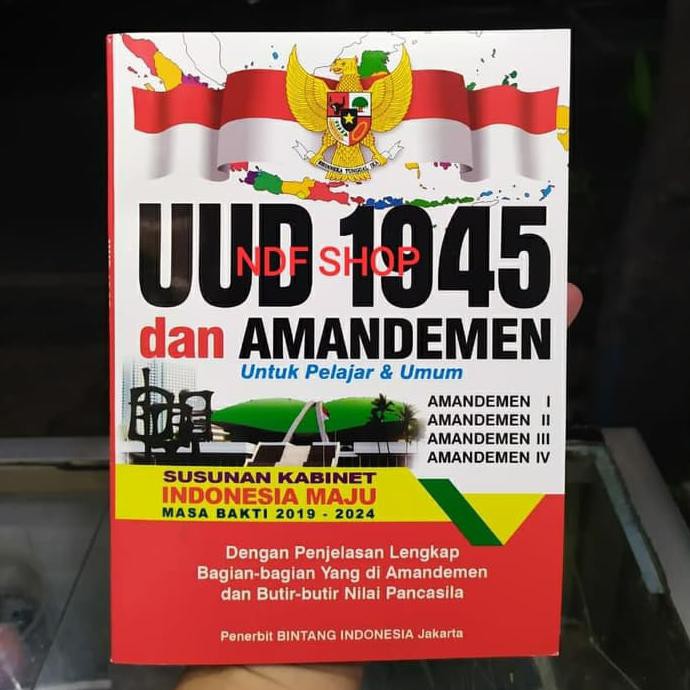 BHINNEKA TUNGGAL IKA
UUD 1945
NDF SHOP
dan AMANDEMEN
Untuk Pelajar & Umum
AMANDEMEN I
AMANDEMEN II
AMANDEMEN III
AMANDEMEN IV
SUSUNAN KABINET
INDONESIA MAJU
MASA BAKTI 2019 - 2024
Dengan Penjelasan Lengkap
Bagian-bagian Yang di Amandemen
dan Butir-butir Nilai Pancasila
Penerbit BINTANG INDONESIA Jakarta